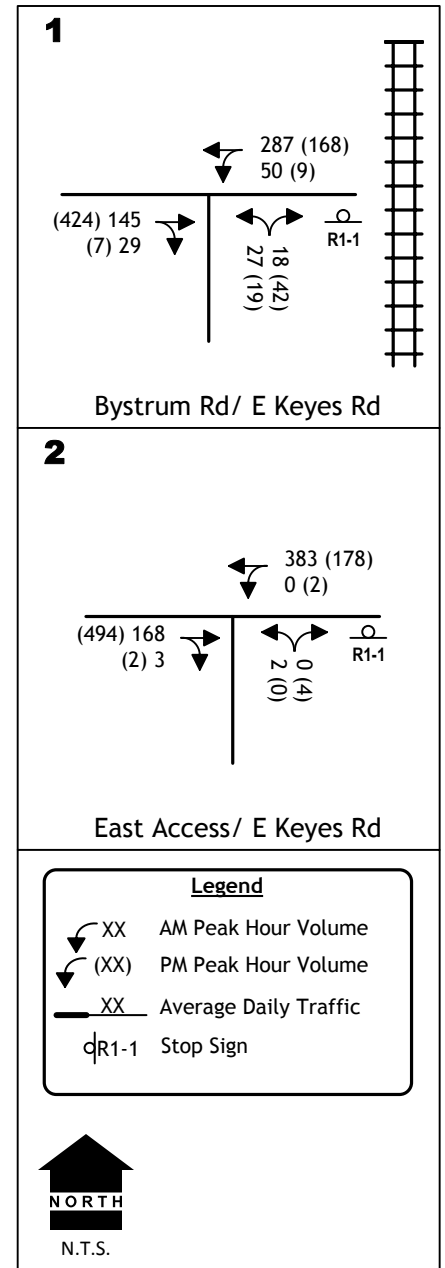 1
287 (168)
50 (9)
(424) 145
(7) 29
18 (42)
27 (19)
R1-1
Bystrum Rd/ E Keyes Rd
2
383 (178)
0 (2)
(494) 168
(2) 3
0 (4)
2 (0)
R1-1
East Access/ E Keyes Rd
Legend
XX AM Peak Hour Volume
(XX) PM Peak Hour Volume
XX Average Daily Traffic
R1-1 Stop Sign
NORTH
N.T.S.